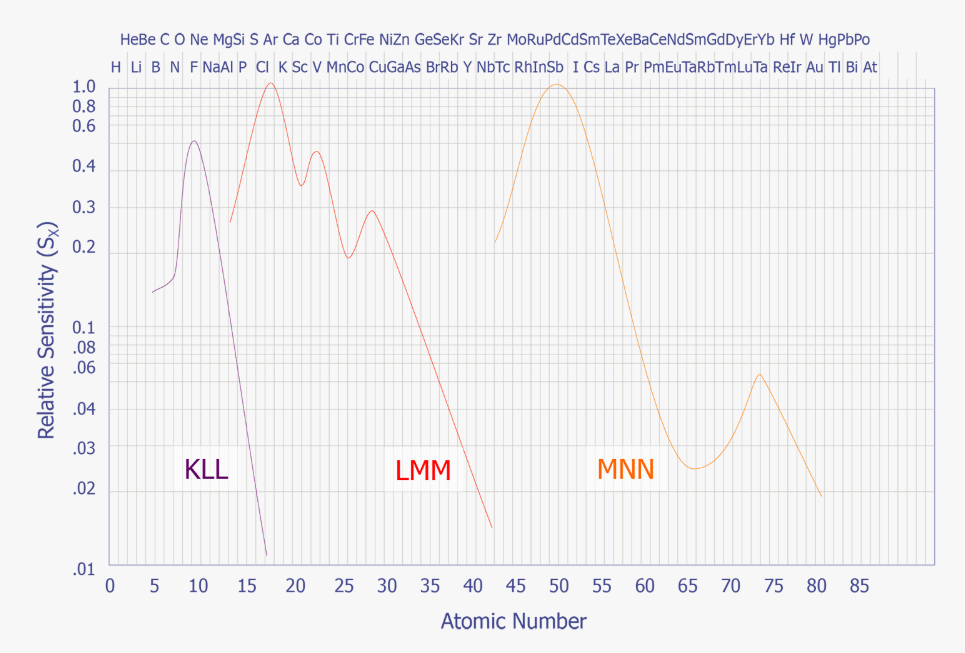 HeBe C O Ne MgSi S Ar Ca Co Ti CrFe NiZn GeSeKr Sr Zr MoRuPdCdSmTeXeBaCeNdSmGdDyErYb Hf W HgPbPo
H Li B N F NaAl P Cl K Sc V MnCo CuGaAs BrRb Y NbTc RhInSb I Cs La Pr PmEuTaRbTmLuTa ReIr Au Tl Bi At
1.0
0.8
0.6
0.4
0.3
0.2
0.1
.08
.06
.04
.03
.02
.01
Relative Sensitivity (SX)
KLL LMM MNN
0 5 10 15 20 25 30 35 40 45 50 55 60 65 70 75 80 85
Atomic Number